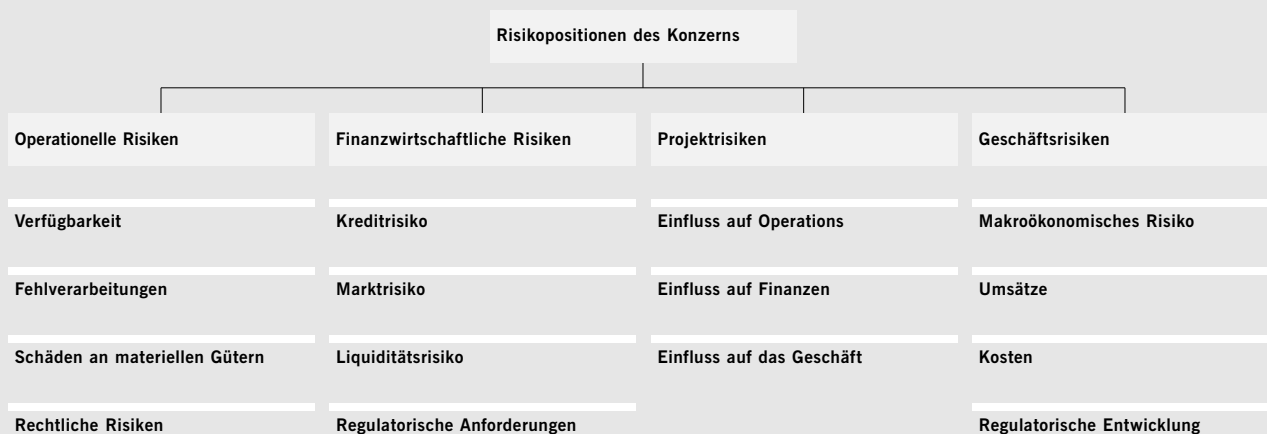 Risikopositionen des Konzerns
Operationelle Risiken
Finanzwirtschaftliche Risiken
Projektrisiken
Geschäftsrisiken
Verfügbarkeit
Kreditrisiko
Einfluss auf Operations
Makroökonomisches Risiko
Fehlverarbeitungen
Marktrisiko
Einfluss auf Finanzen
Umsätze
Schäden an materiellen Gütern
Liquiditätsrisiko
Einfluss auf das Geschäft
Kosten
Rechtliche Risiken
Regulatorische Anforderungen
Regulatorische Entwicklung